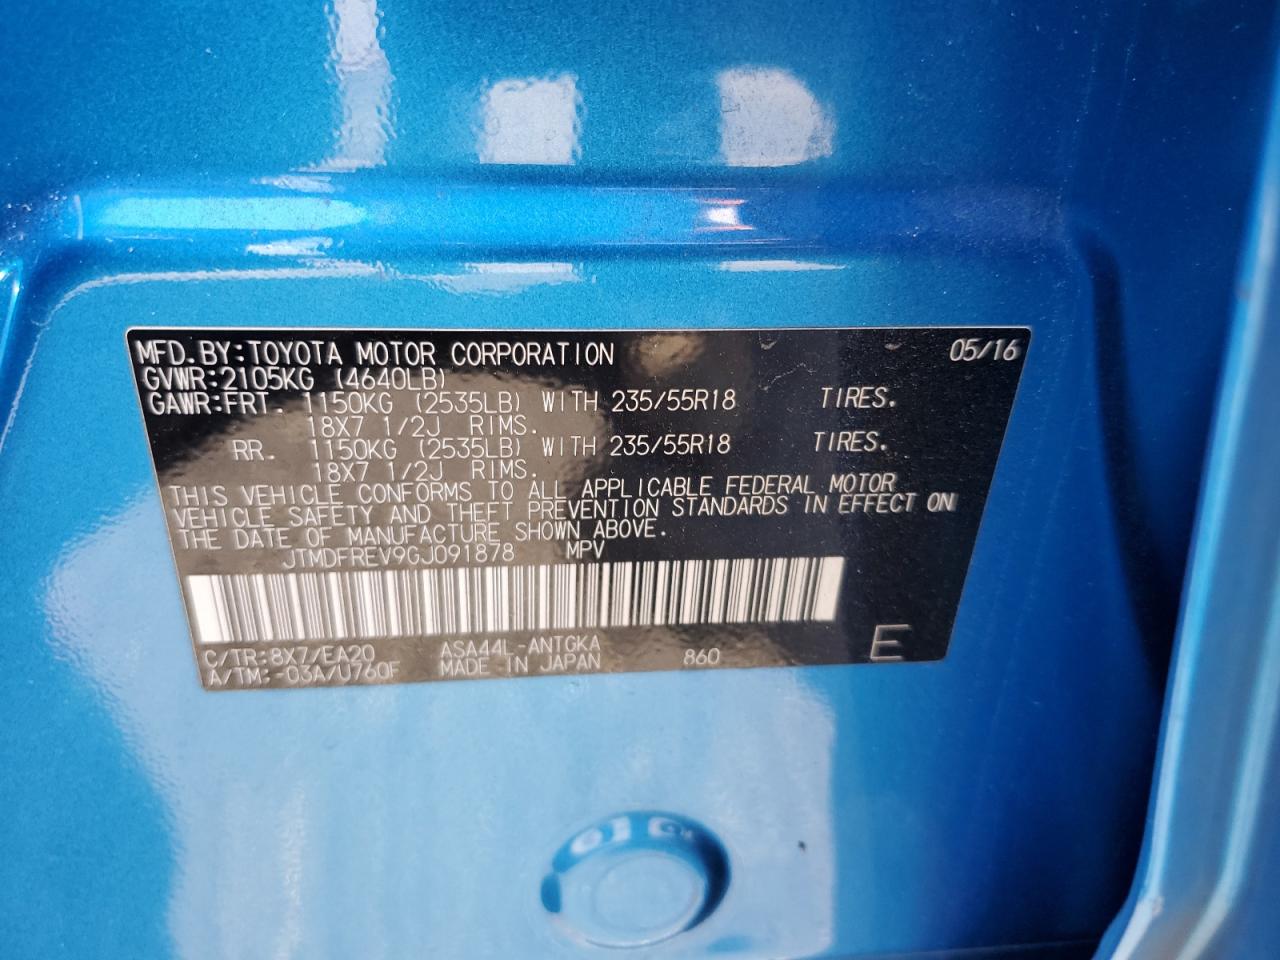 MFD.BY:TOYOTA MOTOR CORPORATION 05/16
GVWR:2105KG (4640LB)
GAWR:FRT. 1150KG (2535LB) WITH 235/55R18 TIRES.
18X7 1/2J RIMS.
RR. 1150KG (2535LB) WITH 235/55R18 TIRES.
18X7 1/2J RIMS.
THIS VEHICLE CONFORMS TO ALL APPLICABLE FEDERAL MOTOR
VEHICLE SAFETY AND THEFT PREVENTION STANDARDS IN EFFECT ON
THE DATE OF MANUFACTURE SHOWN ABOVE.
JTMDFREV9GJ091878 MPV
C/TR:8X7/EA20 ASA44L-ANTGKA
A/TM:-03A/U760F MADE IN JAPAN 860 E